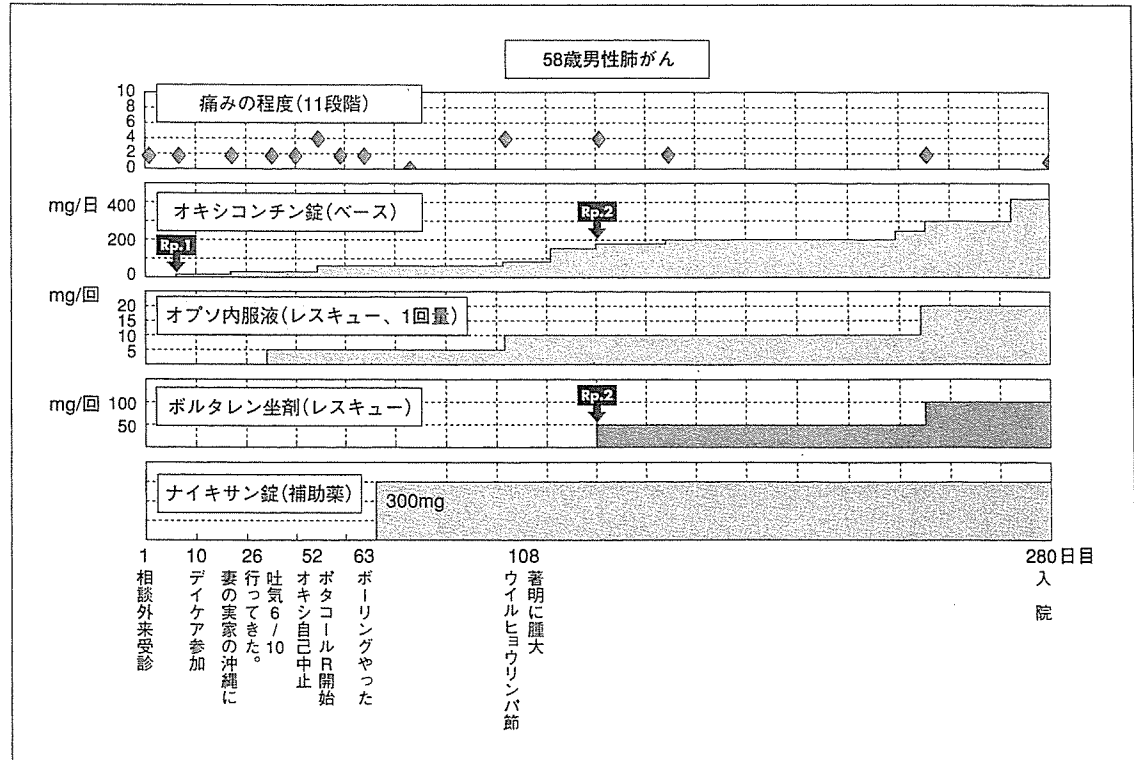 58歳男性肺がん
痛みの程度(11段階)
10
8
6
4
2
0
mg/日
オキシコンチン錠(ベース)
400
200
0
Rp.1
Rp.2
mg/回
オプソ内服液(レスキュー、1回量)
20
15
10
5
mg/回
ボルタレン坐剤(レスキュー)
100
50
Rp.2
ナイキサン錠(補助薬)
300mg
1
10
26
52
63
108
280日目
相談外来受診
デイケア参加
妻の実家の沖縄に
行ってきた。
吐気6/10
オキシ自己中止
ポタコールR開始
ボーリングやった
ウイルヒョウリンパ節
著明に腫大
入院